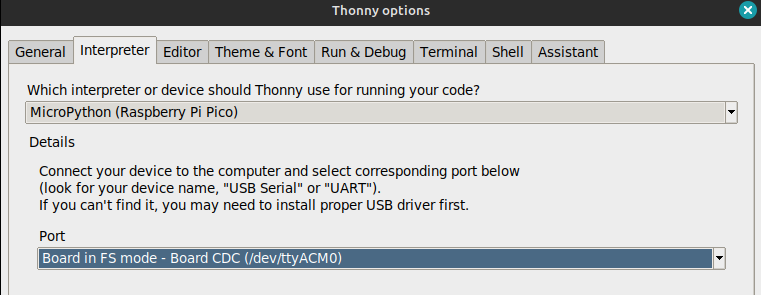 Thonny options
General Interpreter Editor Theme & Font Run & Debug Terminal Shell Assistant
Which interpreter or device should Thonny use for running your code?
MicroPython (Raspberry Pi Pico)
Details
Connect your device to the computer and select corresponding port below
(look for your device name, "USB Serial" or "UART").
If you can't find it, you may need to install proper USB driver first.
Port
Board in FS mode - Board CDC (/dev/ttyACM0)